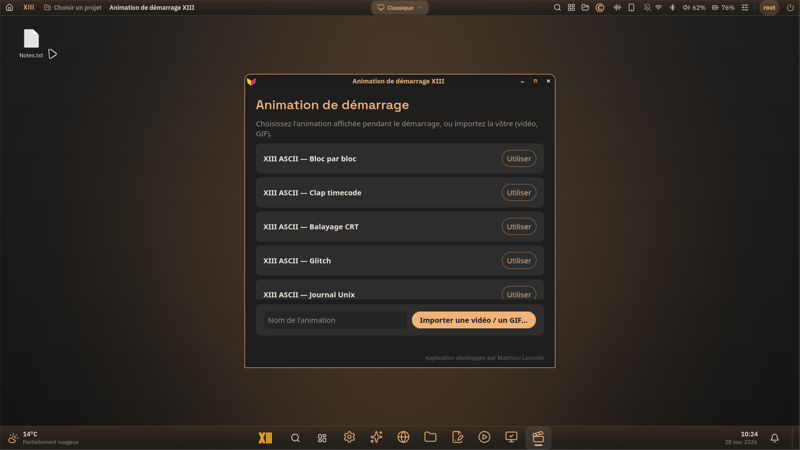 XIII
Choisir un projet
Animation de démarrage XIII
Classique
62%
76%
root
Notes.txt
Animation de démarrage XIII
Animation de démarrage
Choisissez l'animation affichée pendant le démarrage, ou importez la vôtre (vidéo,
GIF).
XIII ASCII — Bloc par bloc
Utiliser
XIII ASCII — Clap timecode
Utiliser
XIII ASCII — Balayage CRT
Utiliser
XIII ASCII — Glitch
Utiliser
XIII ASCII — Journal Unix
Utiliser
Nom de l'animation
Importer une vidéo / un GIF...
Application développée par Matthieu Lamotte
14°C
Partiellement nuageux
XIII
10:24
28 nov. 2026